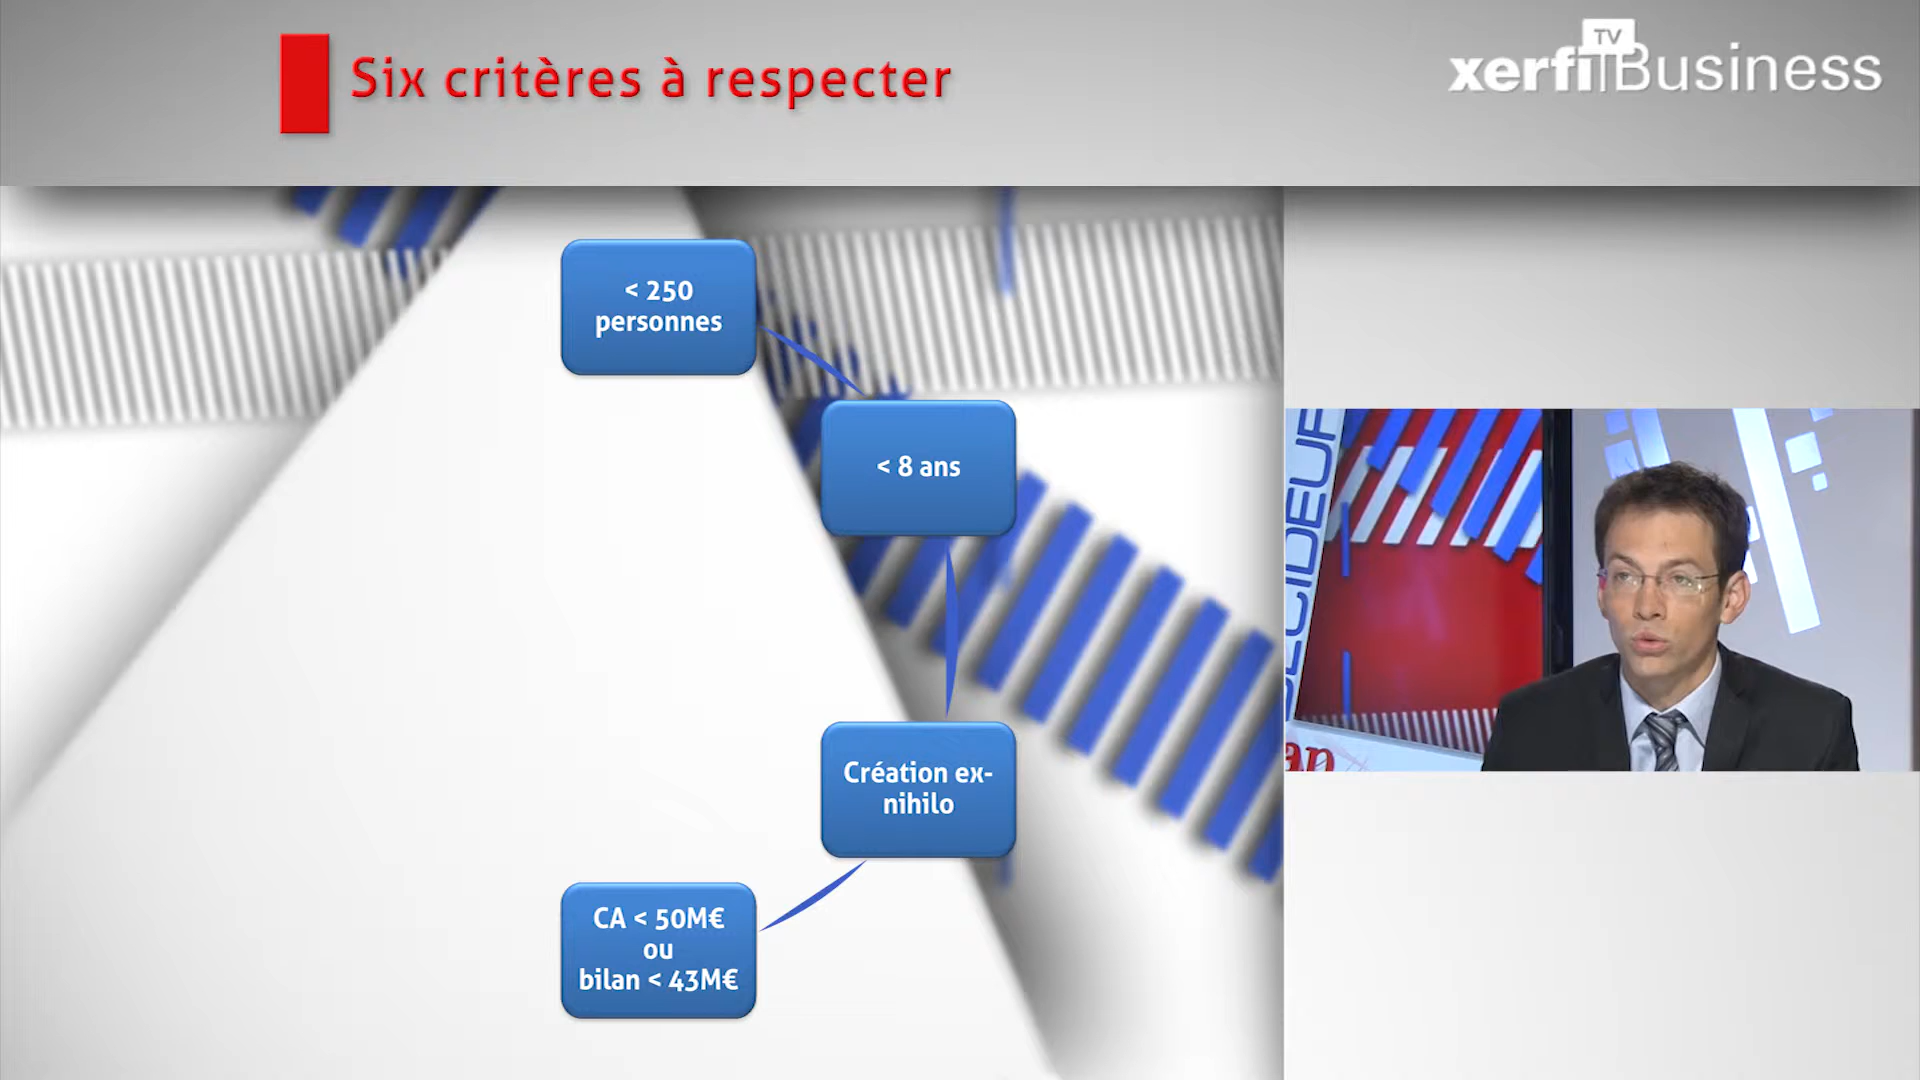 Six critères à respecter
TV
xerfi Business
< 250
personnes
< 8 ans
Création ex-
nihilo
CA < 50M€
ou
bilan < 43M€